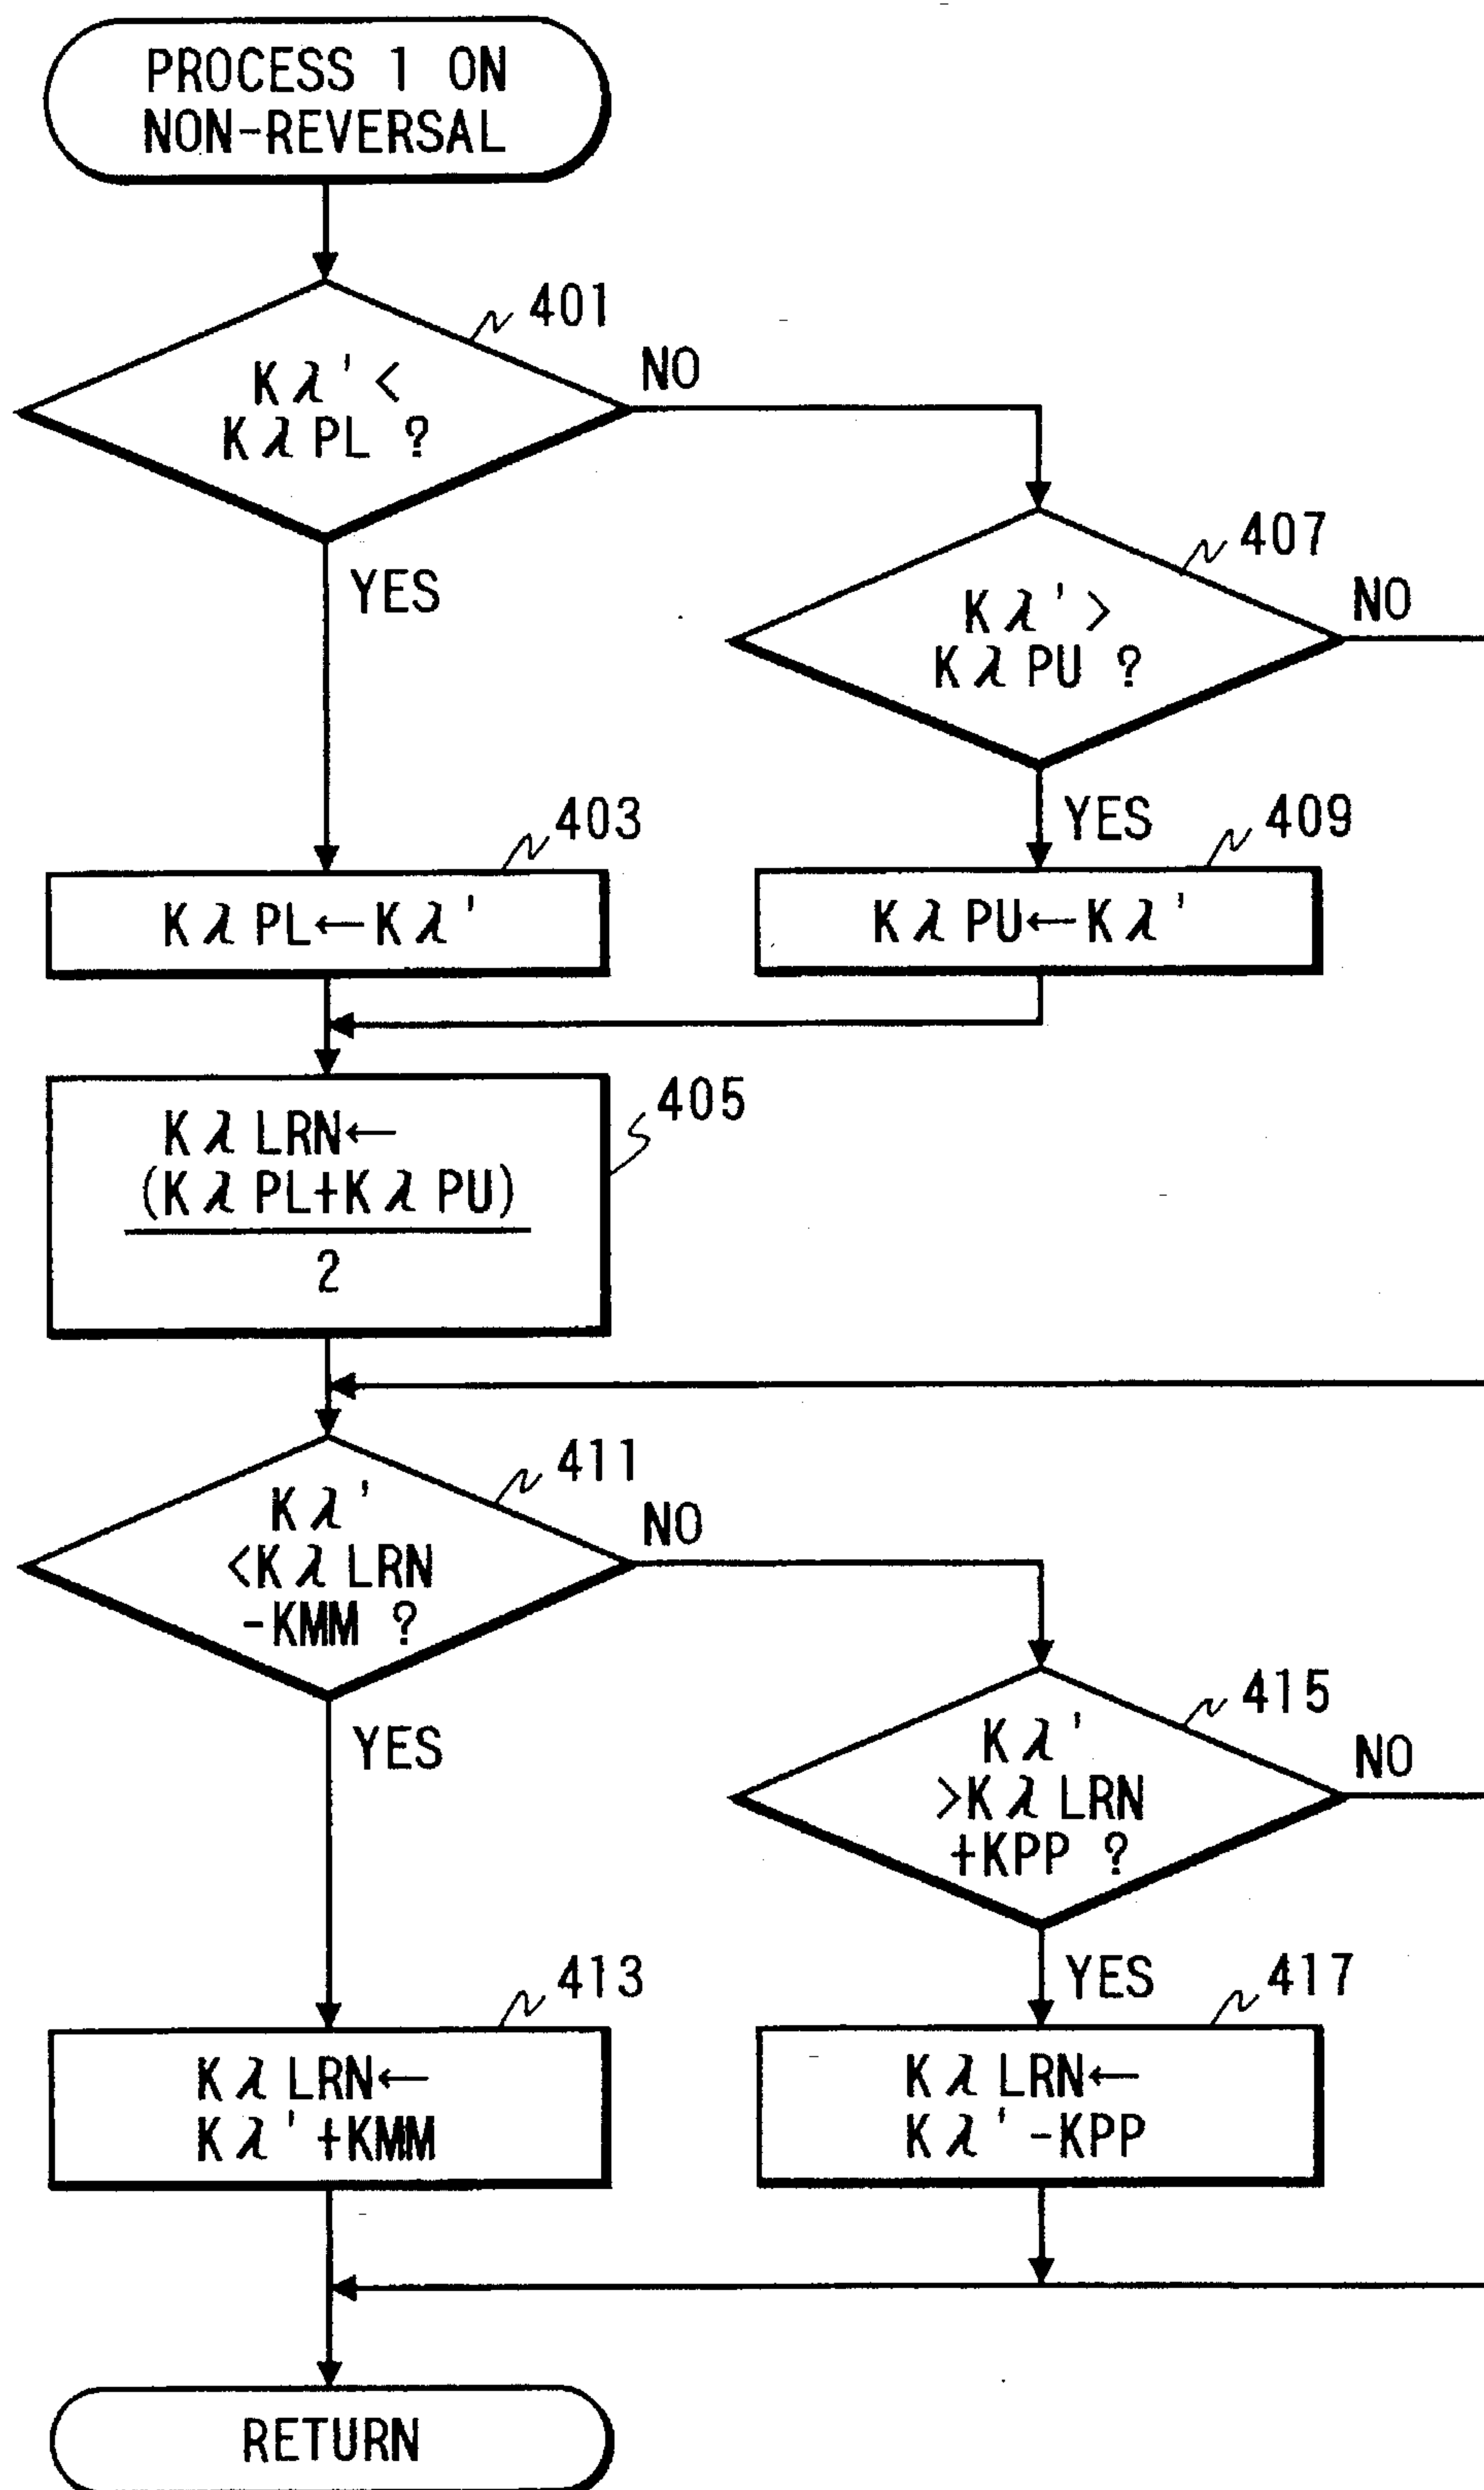 PROCESS 1 ON
NON-REVERSAL
401
Kλ'<
KλPL ?
NO
YES
407
Kλ'>
KλPU ?
NO
YES
403
KλPL←Kλ'
409
KλPU←Kλ'
405
KλLRN←
(KλPL+KλPU)
2
411
Kλ'
<KλLRN
-KMM ?
NO
YES
415
Kλ'
>KλLRN
+KPP ?
NO
YES
413
KλLRN←
Kλ'+KMM
417
KλLRN←
Kλ'-KPP
RETURN